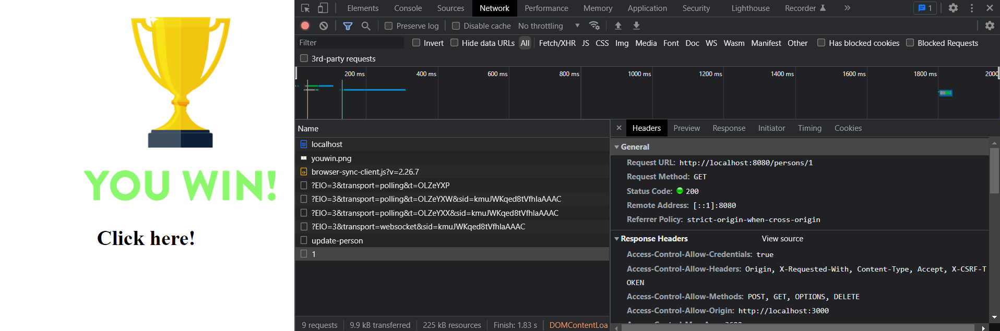 YOU WIN!
Click here!
Elements Console Sources Network Performance Memory Application Security Lighthouse Recorder » 1
Preserve log Disable cache No throttling
Filter Invert Hide data URLs All Fetch/XHR JS CSS Img Media Font Doc WS Wasm Manifest Other Has blocked cookies Blocked Requests
3rd-party requests
200 ms 400 ms 600 ms 800 ms 1000 ms 1200 ms 1400 ms 1600 ms 1800 ms 2000
Name
localhost
youwin.png
browser-sync-client.js?v=2.26.7
?EIO=3&transport=polling&t=OLZeYXP
?EIO=3&transport=polling&t=OLZeYXW&sid=kmuJWKqed8tVfhIaAAAC
?EIO=3&transport=polling&t=OLZeYXX&sid=kmuJWKqed8tVfhIaAAAC
?EIO=3&transport=websocket&sid=kmuJWKqed8tVfhIaAAAC
update-person
1
9 requests 9.9 kB transferred 225 kB resources Finish: 1.83 s DOMContentLoa
Headers Preview Response Initiator Timing Cookies
General
Request URL: http://localhost:8080/persons/1
Request Method: GET
Status Code: 200
Remote Address: [::1]:8080
Referrer Policy: strict-origin-when-cross-origin
Response Headers View source
Access-Control-Allow-Credentials: true
Access-Control-Allow-Headers: Origin, X-Requested-With, Content-Type, Accept, X-CSRF-T
OKEN
Access-Control-Allow-Methods: POST, GET, OPTIONS, DELETE
Access-Control-Allow-Origin: http://localhost:3000